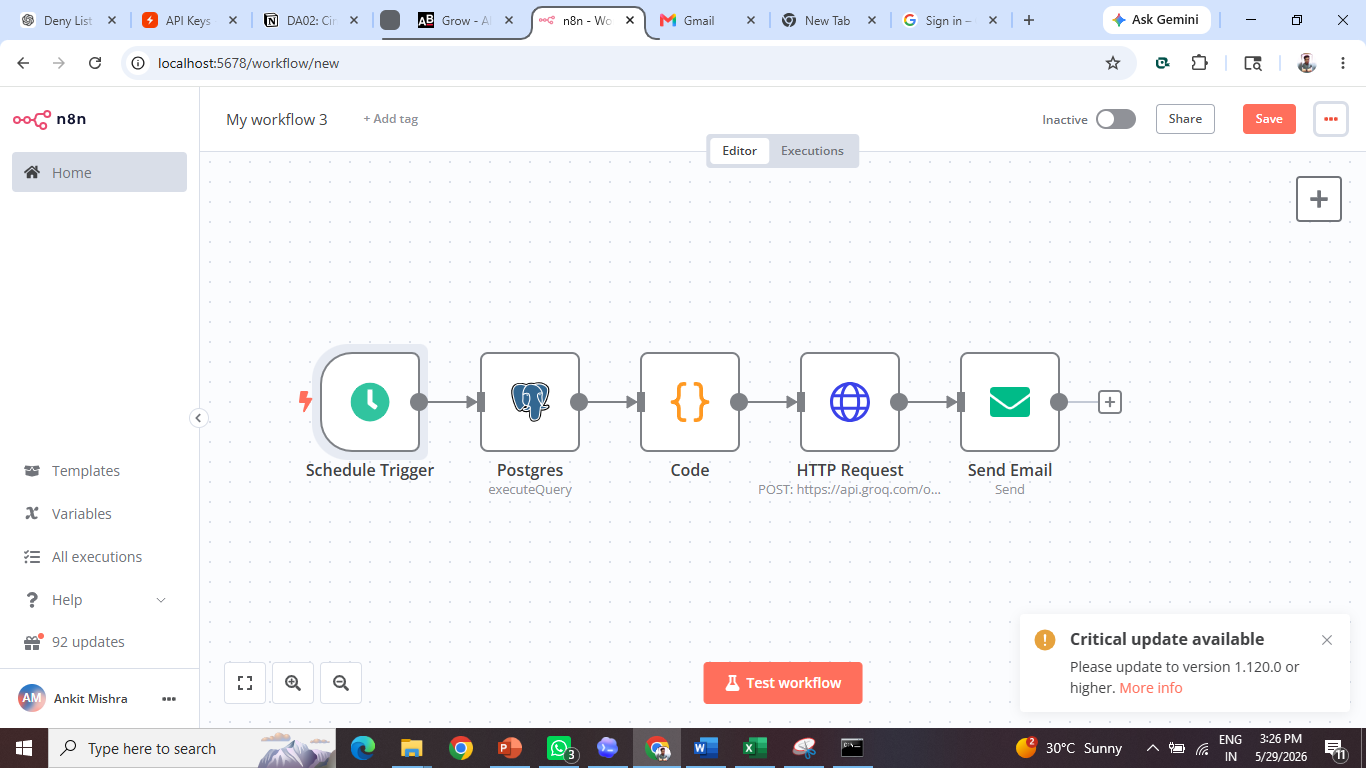 Deny List
API Keys
DA02: Cir
Grow - Al
n8n - Wo
Gmail
New Tab
Sign in –
Ask Gemini
localhost:5678/workflow/new
n8n
My workflow 3
+ Add tag
Inactive
Share
Save
Editor
Executions
Home
Schedule Trigger
Postgres
executeQuery
Code
HTTP Request
POST: https://api.groq.com/o...
Send Email
Send
Templates
Variables
All executions
Help
92 updates
AM
Ankit Mishra
Test workflow
Critical update available
Please update to version 1.120.0 or
higher. More info
Type here to search
3
30°C Sunny
ENG
IN
3:26 PM
5/29/2026
11